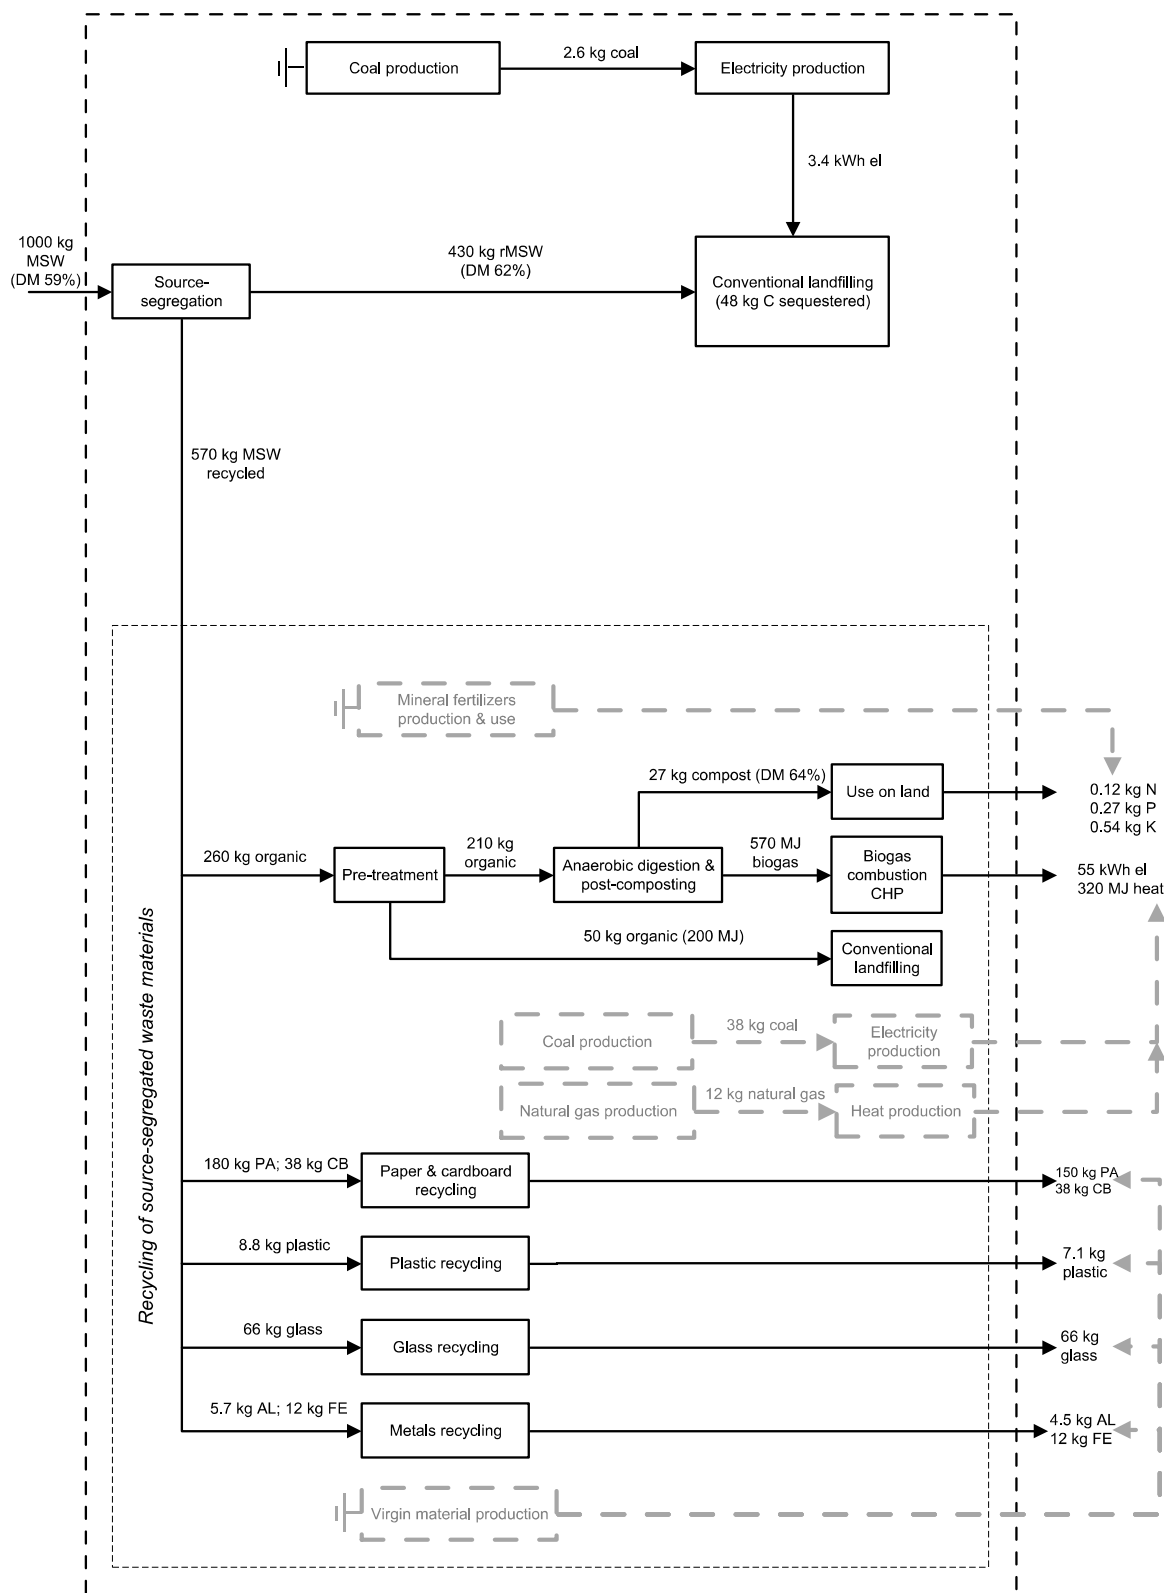 Coal production
2.6 kg coal
Electricity production
3.4 kWh el
1000 kg
MSW
(DM 59%)
Source-
segregation
430 kg rMSW
(DM 62%)
Conventional landfilling
(48 kg C sequestered)
570 kg MSW
recycled
Recycling of source-segregated waste materials
Mineral fertilizers
production & use
27 kg compost (DM 64%)
Use on land
0.12 kg N
0.27 kg P
0.54 kg K
260 kg organic
Pre-treatment
210 kg
organic
Anaerobic digestion &
post-composting
570 MJ
biogas
Biogas
combustion
CHP
55 kWh el
320 MJ heat
50 kg organic (200 MJ)
Conventional
landfilling
Coal production
38 kg coal
Electricity
production
Natural gas production
12 kg natural gas
Heat production
180 kg PA; 38 kg CB
Paper & cardboard
recycling
150 kg PA
38 kg CB
8.8 kg plastic
Plastic recycling
7.1 kg
plastic
66 kg glass
Glass recycling
66 kg
glass
5.7 kg AL; 12 kg FE
Metals recycling
4.5 kg AL
12 kg FE
Virgin material production